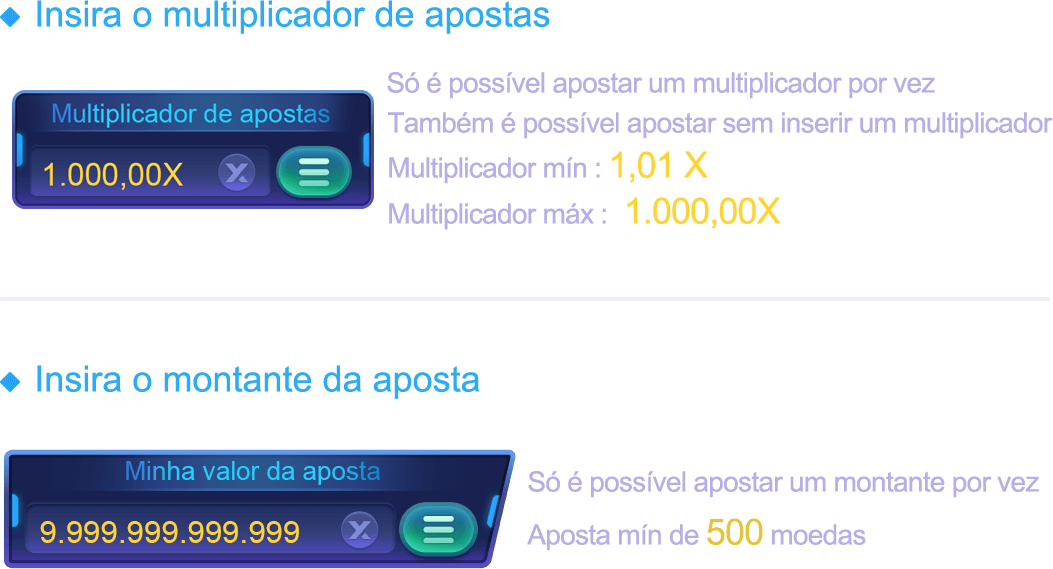 Insira o multiplicador de apostas
Multiplicador de apostas
1.000,00X
X
Só é possível apostar um multiplicador por vez
Também é possível apostar sem inserir um multiplicador
Multiplicador mín : 1,01 X
Multiplicador máx : 1.000,00X
Insira o montante da aposta
Minha valor da aposta
9.999.999.999.999
X
Só é possível apostar um montante por vez
Aposta mín de 500 moedas